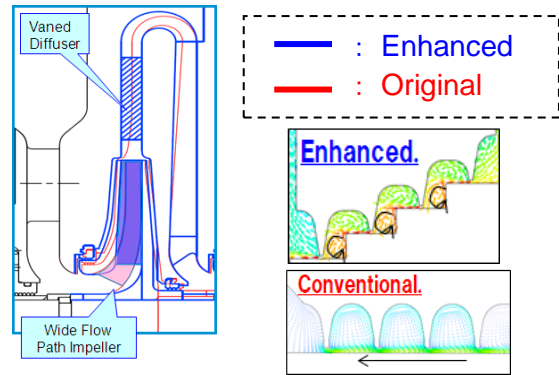 Vaned
Diffuser
Wide Flow
Path Impeller
: Enhanced
: Original
Enhanced.
Conventional.